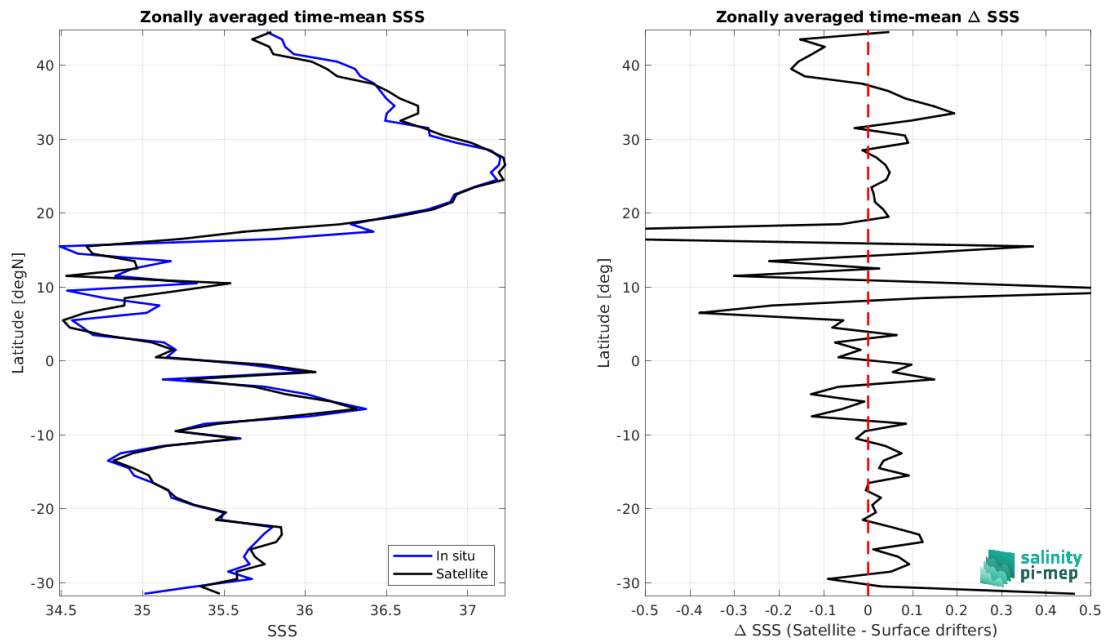 Zonally averaged time-mean SSS
Latitude [degN]
40
30
20
10
0
-10
-20
-30
34.5 35 35.5 36 36.5 37
SSS
In situ
Satellite
Zonally averaged time-mean Δ SSS
Latitude [deg]
40
30
20
10
0
-10
-20
-30
-0.5 -0.4 -0.3 -0.2 -0.1 0 0.1 0.2 0.3 0.4 0.5
Δ SSS (Satellite - Surface drifters)
salinity
pi-mep